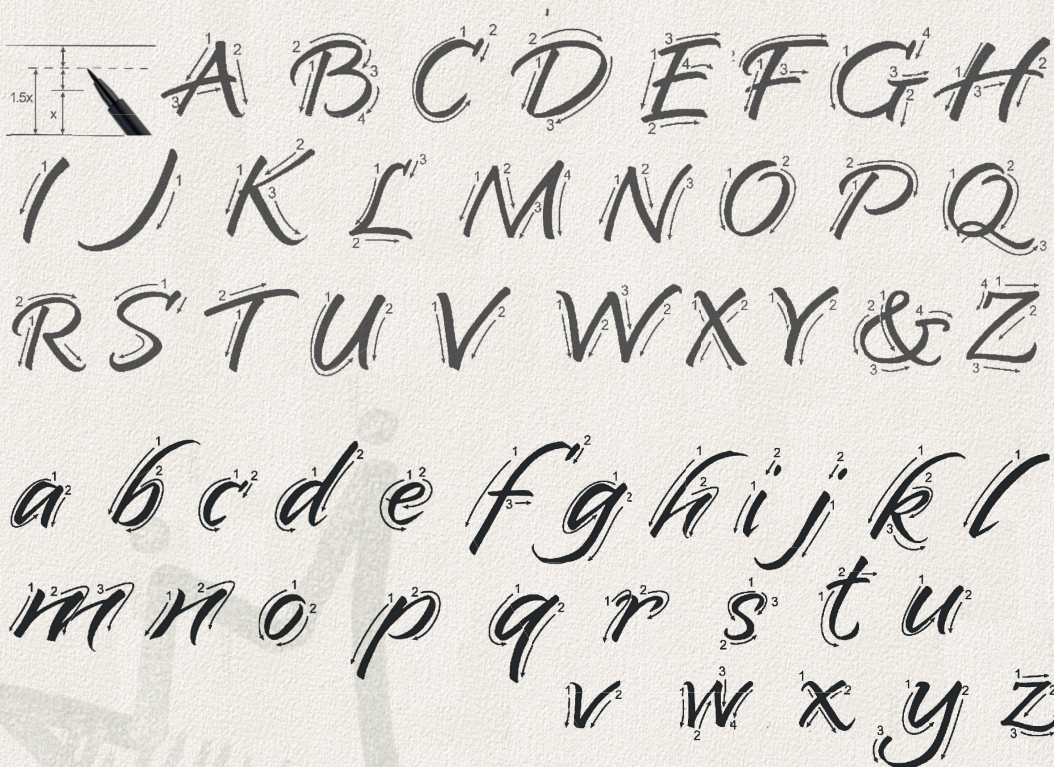 A B C D E F G H
I J K L M N O P Q
R S T U V W X Y & Z
a b c d e f g h i j k l
m n o p q r s t u
v w x y z
1.5x
x